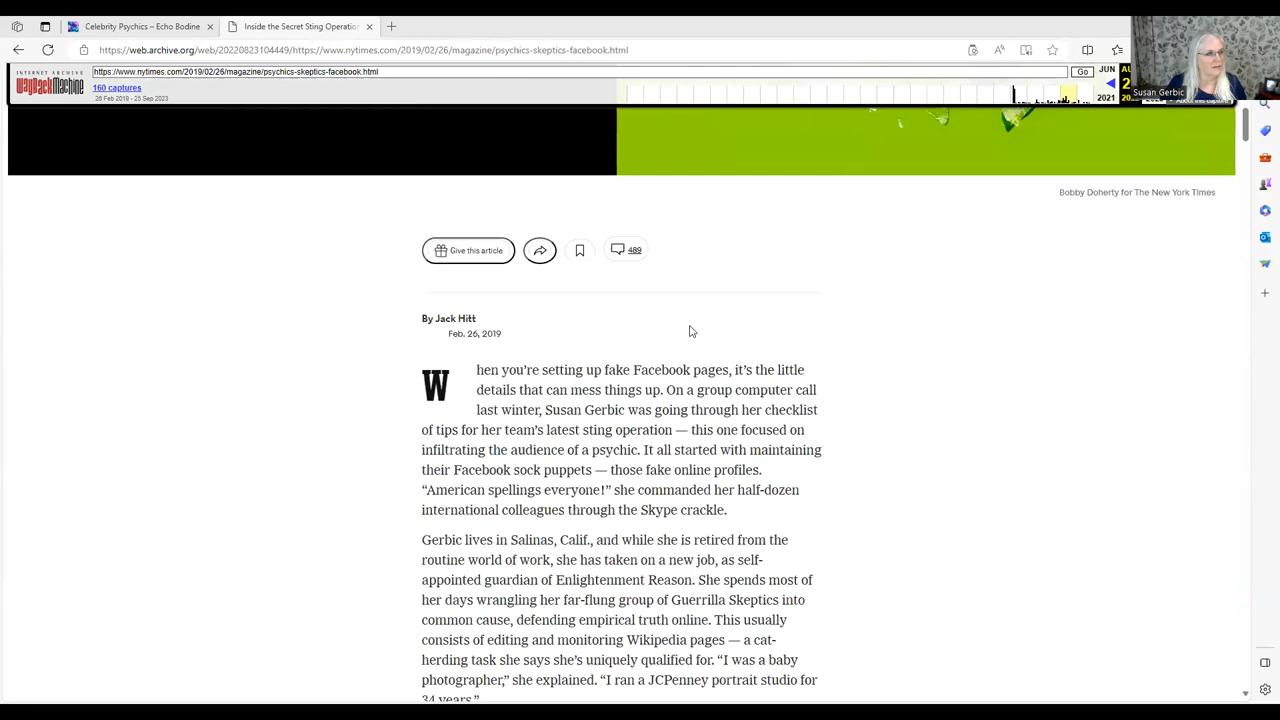 Celebrity Psychics – Echo Bodine
Inside the Secret Sting Operation
https://web.archive.org/web/20220823104449/https://www.nytimes.com/2019/02/26/magazine/psychics-skeptics-facebook.html
INTERNET ARCHIVE
WayBackMachine
https://www.nytimes.com/2019/02/26/magazine/psychics-skeptics-facebook.html
Go
JUN
160 captures
26 Feb 2019 - 25 Sep 2023
2021
Susan Gerbic
About this capture
Bobby Doherty for The New York Times
Give this article
489
By Jack Hitt
Feb. 26, 2019
When you're setting up fake Facebook pages, it's the little
details that can mess things up. On a group computer call
last winter, Susan Gerbic was going through her checklist
of tips for her team's latest sting operation — this one focused on
infiltrating the audience of a psychic. It all started with maintaining
their Facebook sock puppets — those fake online profiles.
“American spellings everyone!” she commanded her half-dozen
international colleagues through the Skype crackle.
Gerbic lives in Salinas, Calif., and while she is retired from the
routine world of work, she has taken on a new job, as self-
appointed guardian of Enlightenment Reason. She spends most of
her days wrangling her far-flung group of Guerrilla Skeptics into
common cause, defending empirical truth online. This usually
consists of editing and monitoring Wikipedia pages — a cat-
herding task she says she's uniquely qualified for. “I was a baby
photographer,” she explained. “I ran a JCPenney portrait studio for
34 years.”